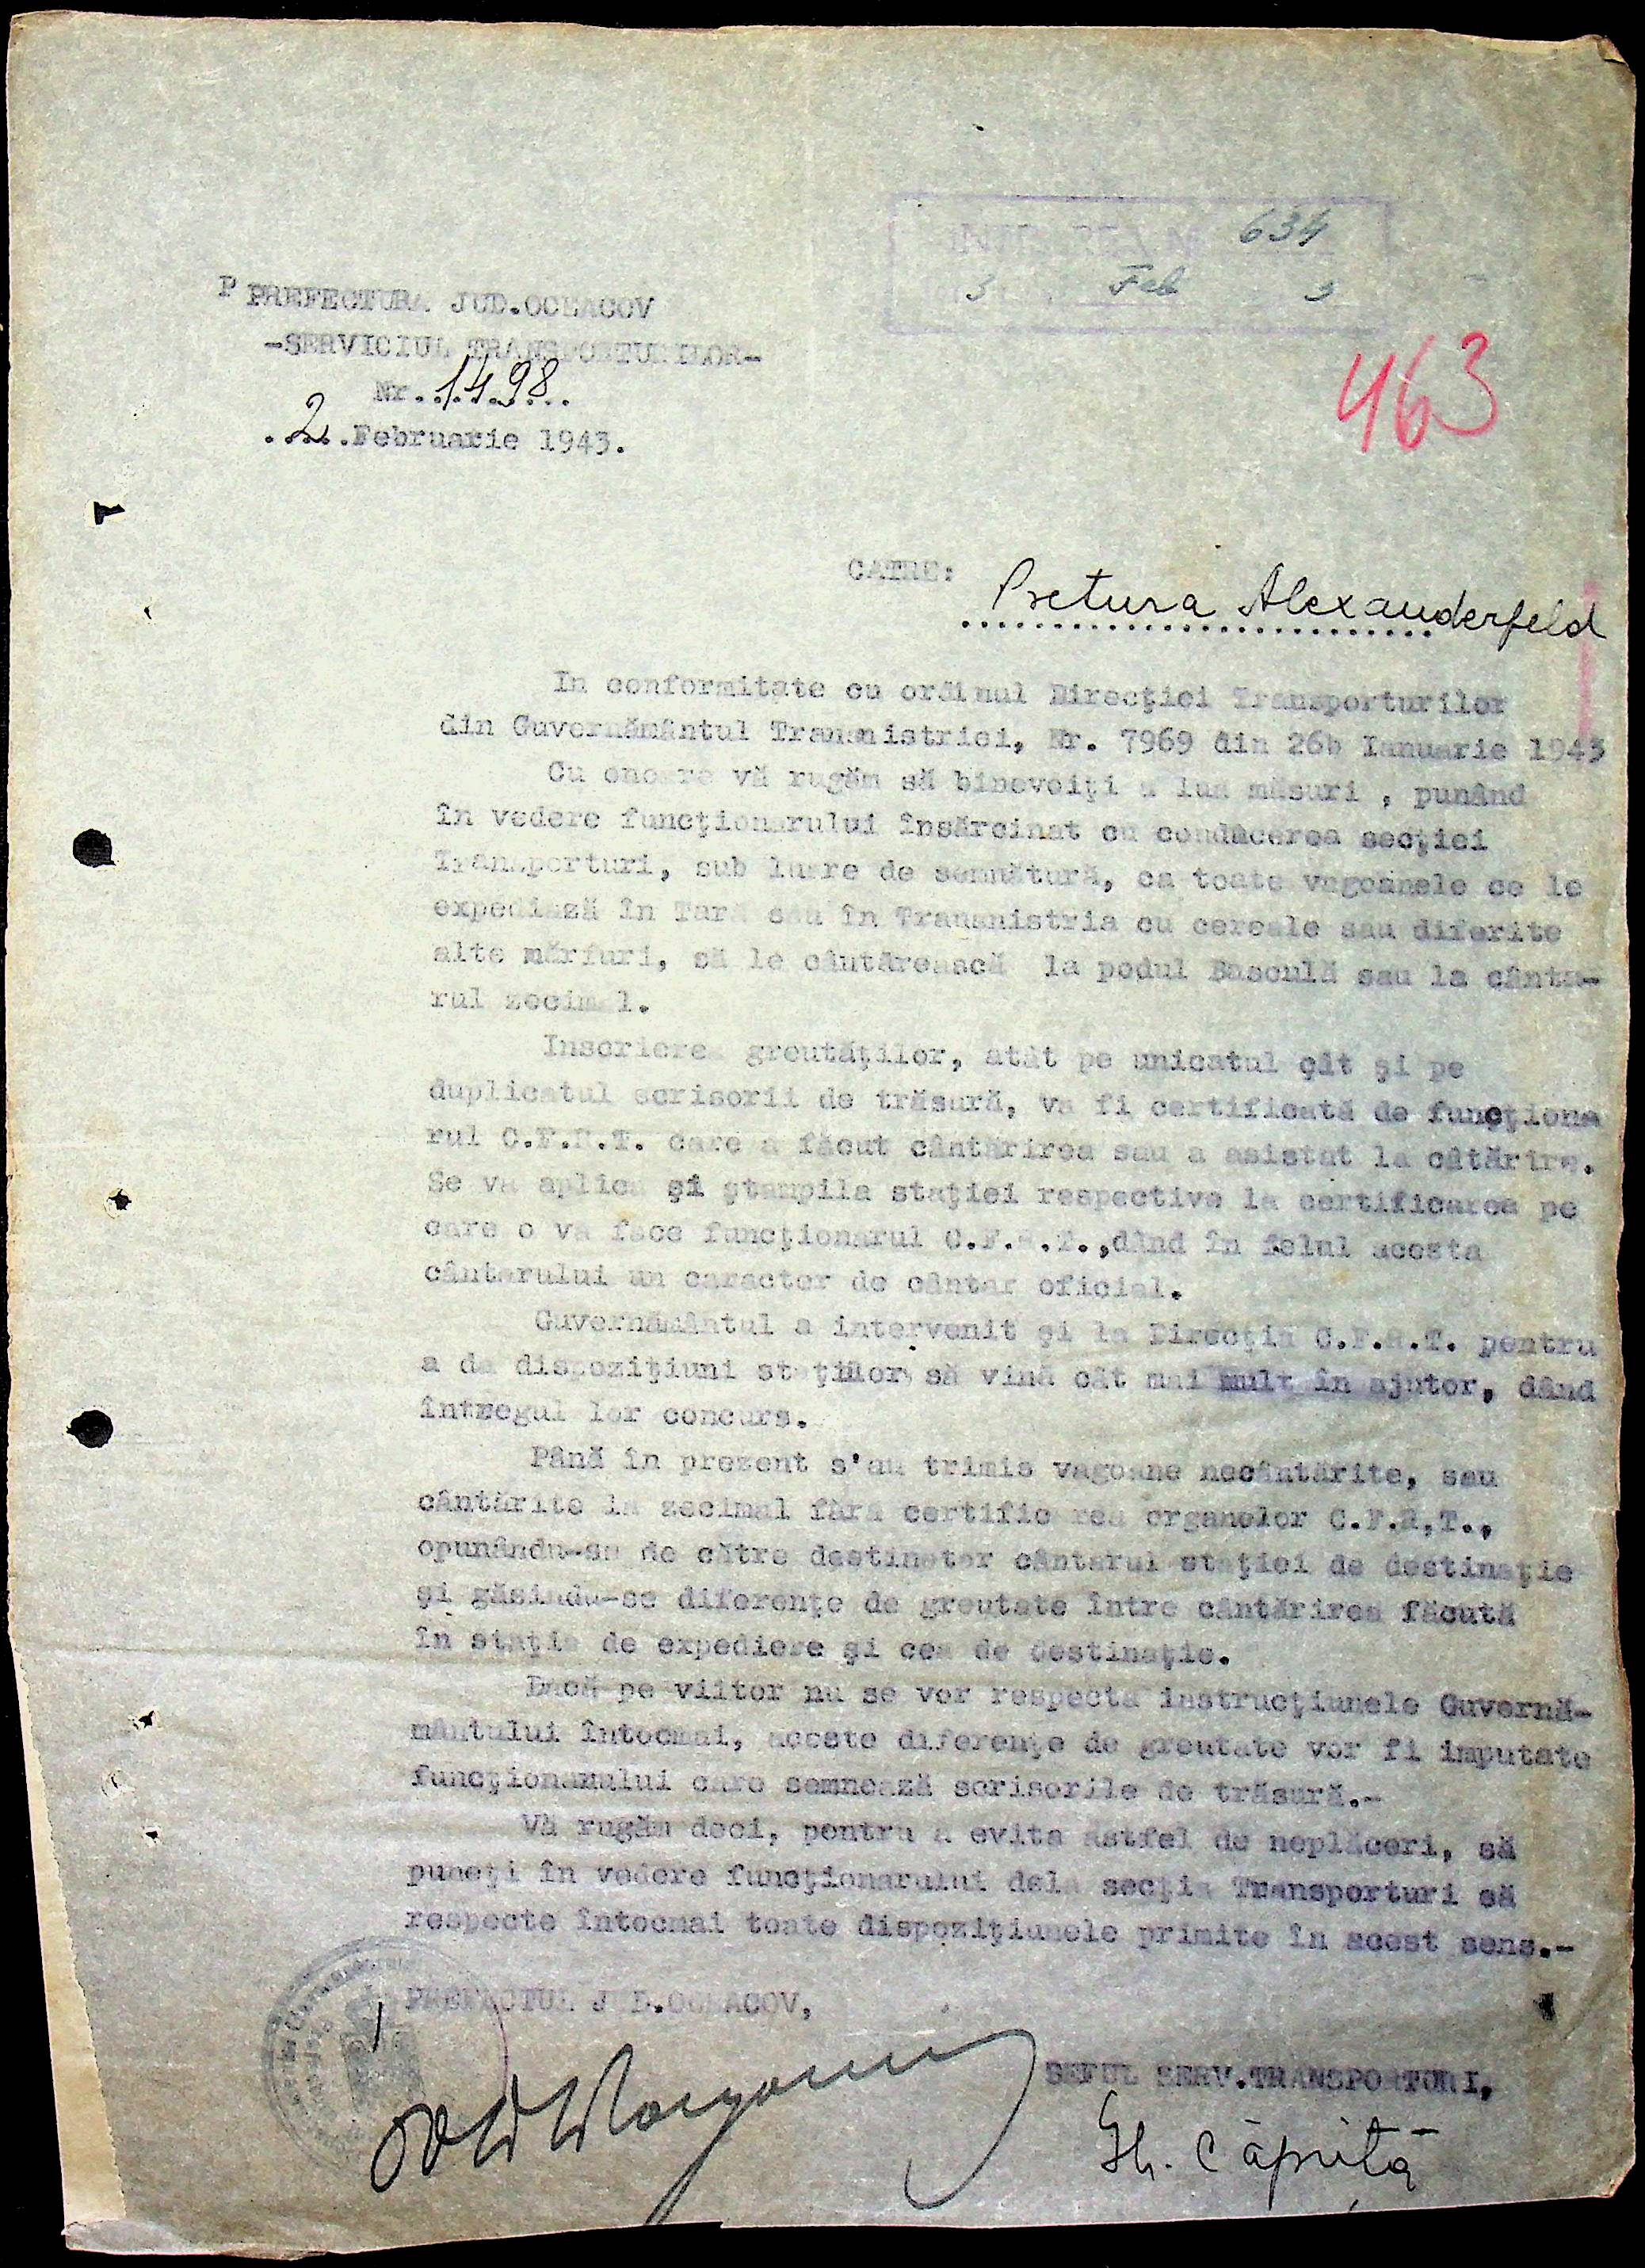 634
3 Feb 3
P PREFECTURA JUD.OCEACOV
-SERVICIUL TRANSPORTURILOR-
Nr. 1498
463
2 Februarie 1943.
CATRE:
Pretura Alexanderfeld
In conformitate cu ordinul Direcţiei Transporturilor
din Guvernământul Transnistriei, Nr. 7969 din 26b Ianuarie 1943
Cu onoare vă rugăm să binevoiţi a lua măsuri , punând
în vedere funcţionarului însărcinat cu conducerea secţiei
Transporturi, sub luare de semnătură, ca toate vagoanele ce le
expediază în Tară sau în Transnistria cu cereale sau diferite
alte mărfuri, să le cântărească la podul Basculă sau la cânta-
rul zecimal.
Inscrierea greutăţilor, atât pe unicatul cît şi pe
duplicatul scrisorii de trăsură, va fi certificată de funcţiona
rul C.F.R.T. care a făcut cântărirea sau a asistat la cîtărire.
Se va aplica şi ştampila staţiei respective la certificarea pe
care o va face funcţionarul C.F.R.T.,dând în felul acesta
cântarului un caracter de cântar oficial.
Guvernământul a intervenit şi la Direcţia C.F.R.T. pentru
a da dispoziţiuni staţiilor să vină cât mai mult în ajutor, dând
întregul lor concurs.
Până în prezent s'au trimis vagoane necântărite, sau
cântărite la zecimal fără certificarea organelor C.F.R.T.,
opunându-se de către destinatar cântarul staţiei de destinaţie
şi găsindu-se diferenţe de greutate între cântărirea făcută
în staţia de expediere şi cea de destinaţie.
Dacă pe viitor nu se vor respecta instrucţiunele Guvernă-
mântului întocmai, aceste diferenţe de greutate vor fi imputate
funcţionarului care semnează scrisorile de trăsură.-
Vă rugăm deci, pentru a evita astfel de neplăceri, să
puneţi în vedere funcţionarului dela secţia Transporturi să
respecte întocmai toate dispoziţiunele primite în acest sens.-
PREFECTUL JUD.OCEACOV,
SEFUL SERV.TRANSPORTURI,
Gh. Căpriţă